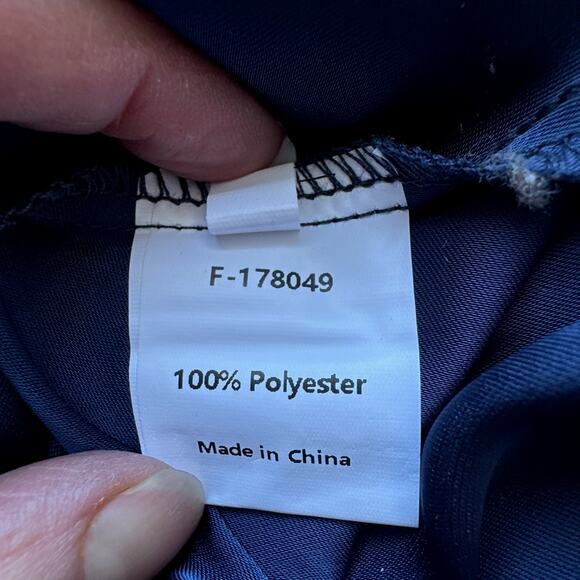 F-178049
100% Polyester
Made in China